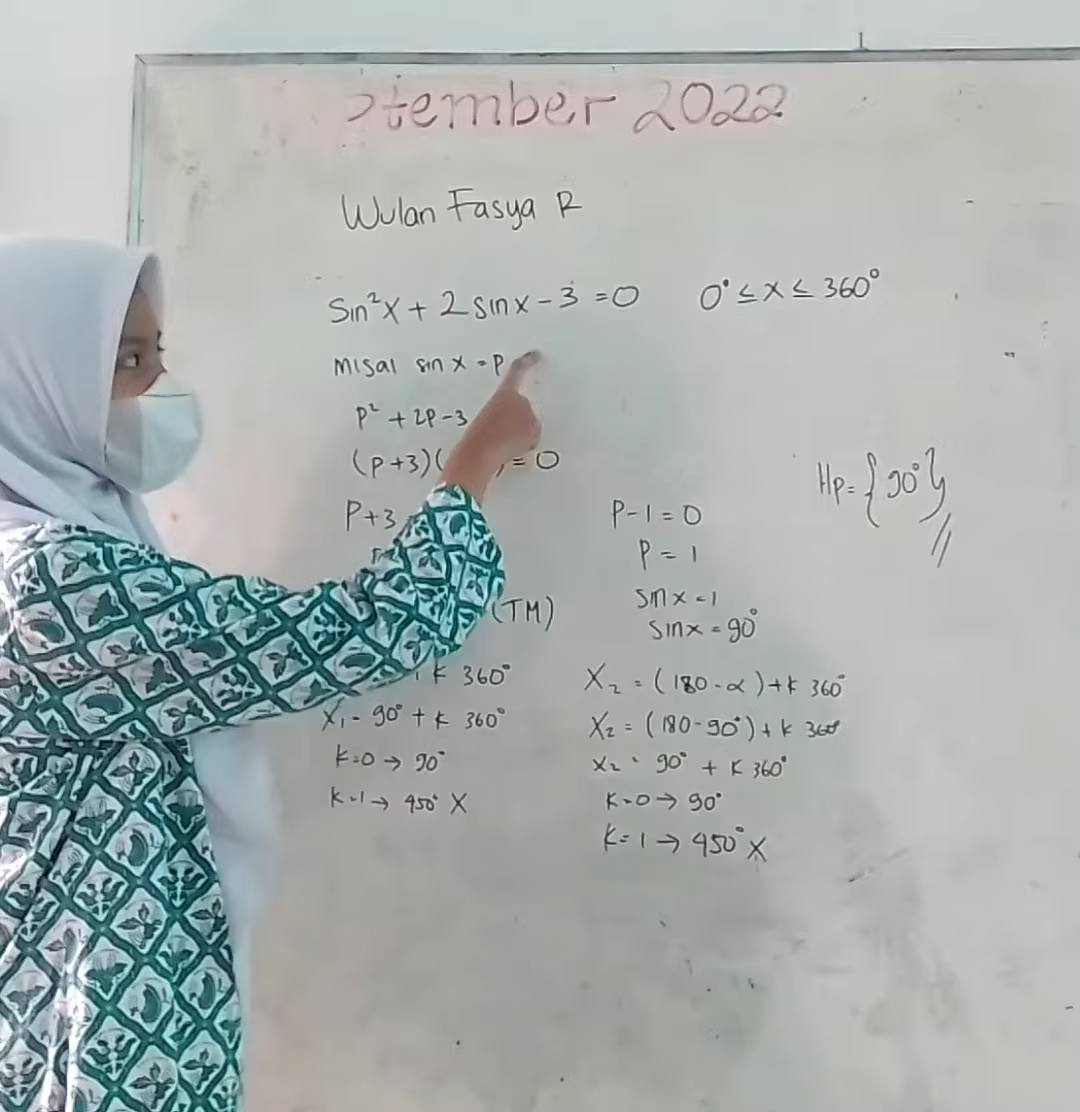 ptember 2022
Wulan Fasya R
Sin²x + 2 sin x - 3 = 0 0° ≤ x ≤ 360°
misal sin x = p
p² + 2p - 3
(p+3)( ) = 0
P+3
P-1 = 0
Hp = {90°}
P = 1
sin x = 1
(TM)
sin x = 90°
k 360°
X₂ = (180 - α) + k 360°
X₁ = 90° + k 360°
X₂ = (180 - 90°) + k 360°
k=0 → 90°
x₂ = 90° + k 360°
k=1 → 450° X
k=0 → 90°
k=1 → 450° X